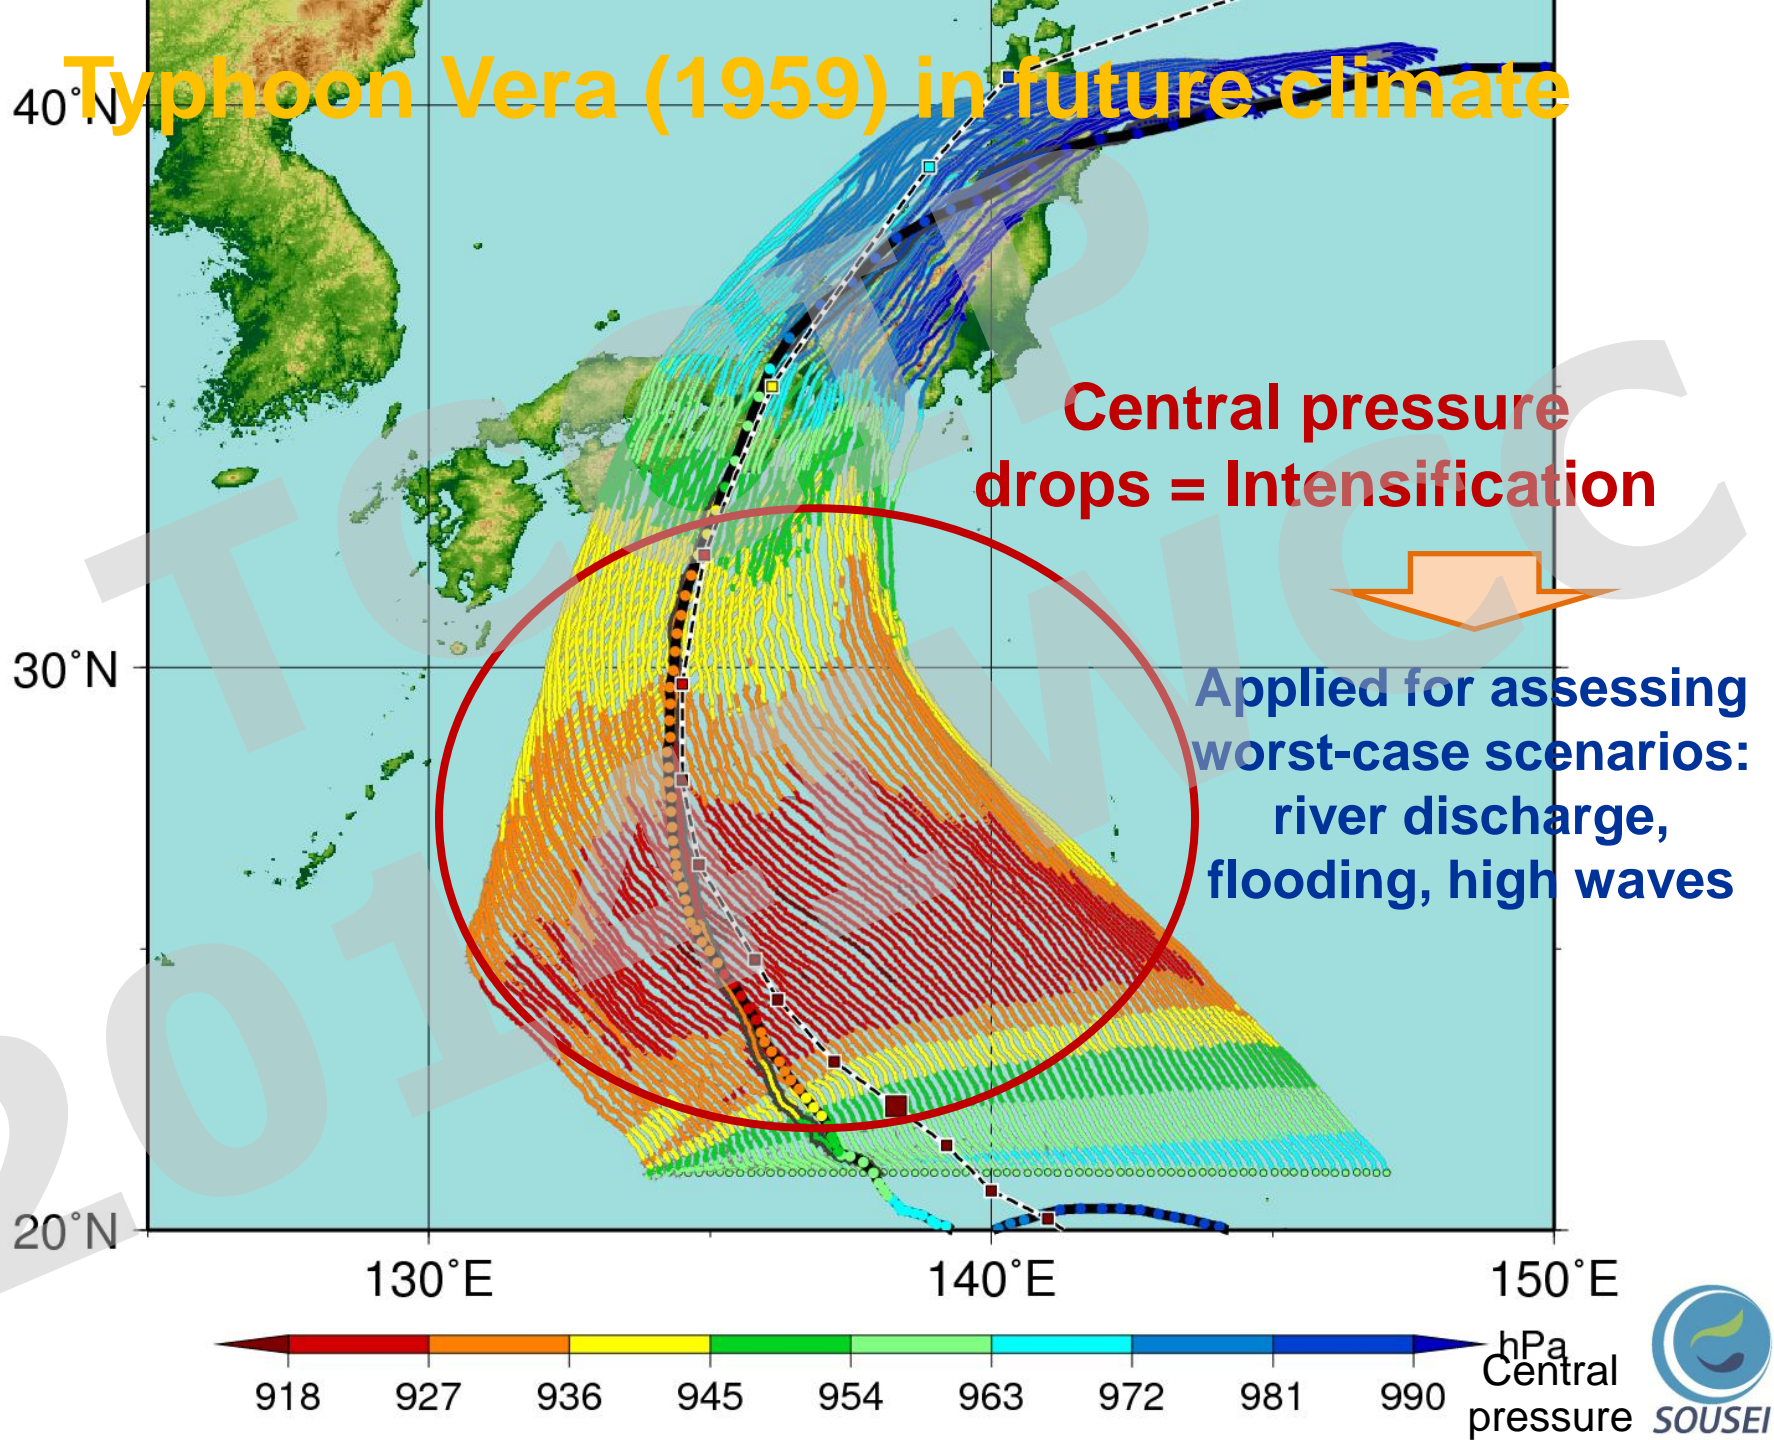 Typhoon Vera (1959) in future climate
40°N
Central pressure
drops = Intensification
30°N
Applied for assessing
worst-case scenarios:
river discharge,
flooding, high waves
20°N
130°E 140°E 150°E
hPa
918 927 936 945 954 963 972 981 990
Central
pressure
SOUSEI